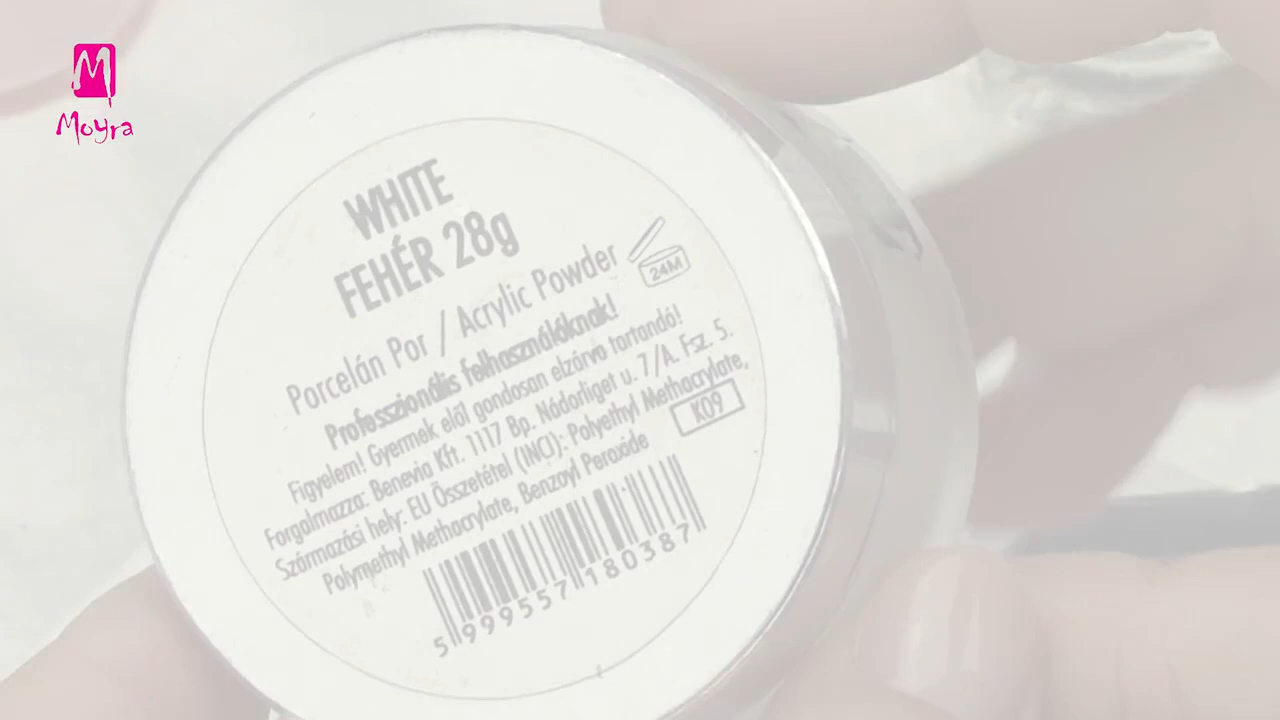 Moyra
WHITE
FEHÉR 28g
Porcelán Por / Acrylic Powder
24M
Professzionális felhasználóknak!
Figyelem! Gyermek elől gondosan elzárva tartandó!
Forgalmazza: Benevia Kft. 1117 Bp. Nádorliget u. 7/A. Fsz. 5.
Származási hely: EU Összetétel (INCI): Polyethyl Methacrylate,
Polymethyl Methacrylate, Benzoyl Peroxide
K09
5999557180387